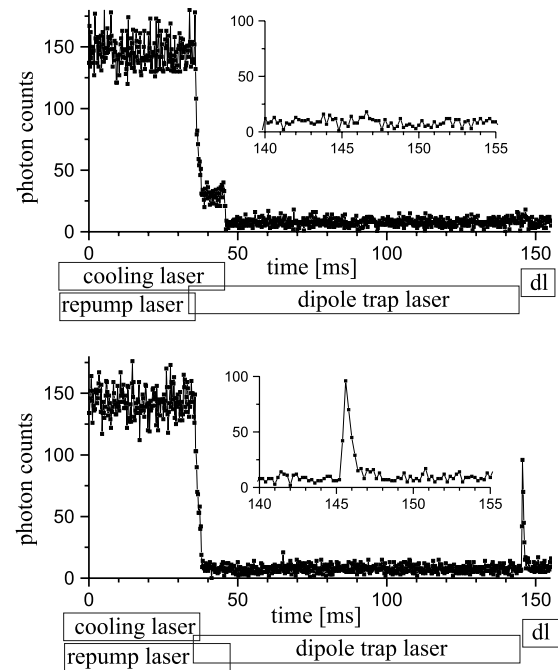 photon counts
150
100
50
0
100
50
0
140 145 150 155
0 50 100 150
time [ms]
cooling laser
repump laser
dipole trap laser
dl
photon counts
150
100
50
0
100
50
0
140 145 150 155
0 50 100 150
time [ms]
cooling laser
repump laser
dipole trap laser
dl